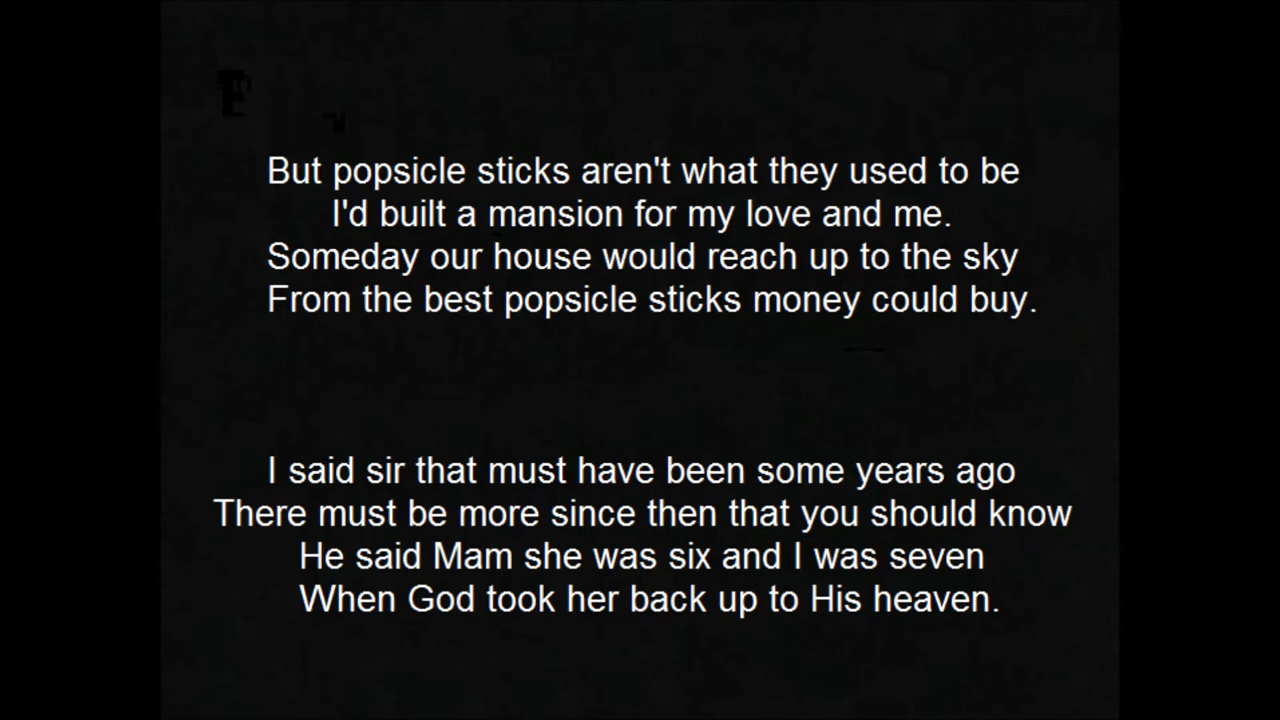 But popsicle sticks aren't what they used to be
I'd built a mansion for my love and me.
Someday our house would reach up to the sky
From the best popsicle sticks money could buy.
I said sir that must have been some years ago
There must be more since then that you should know
He said Mam she was six and I was seven
When God took her back up to His heaven.